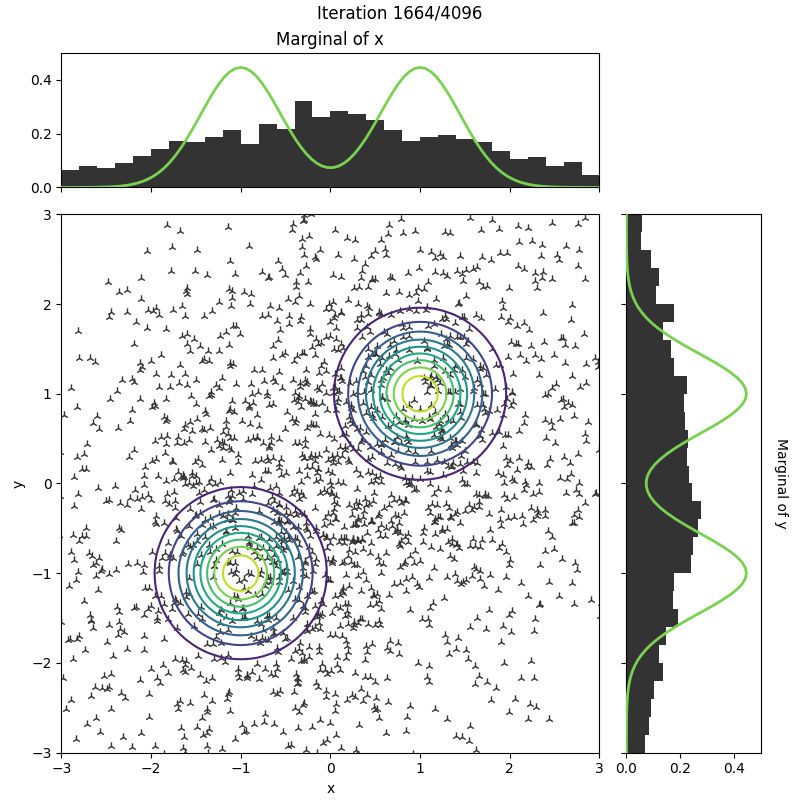 Iteration 1664/4096
Marginal of x
0.4
0.2
0.0
3
2
1
0
−1
−2
−3
y
−3 −2 −1 0 1 2 3
x
0.0 0.2 0.4
Marginal of y